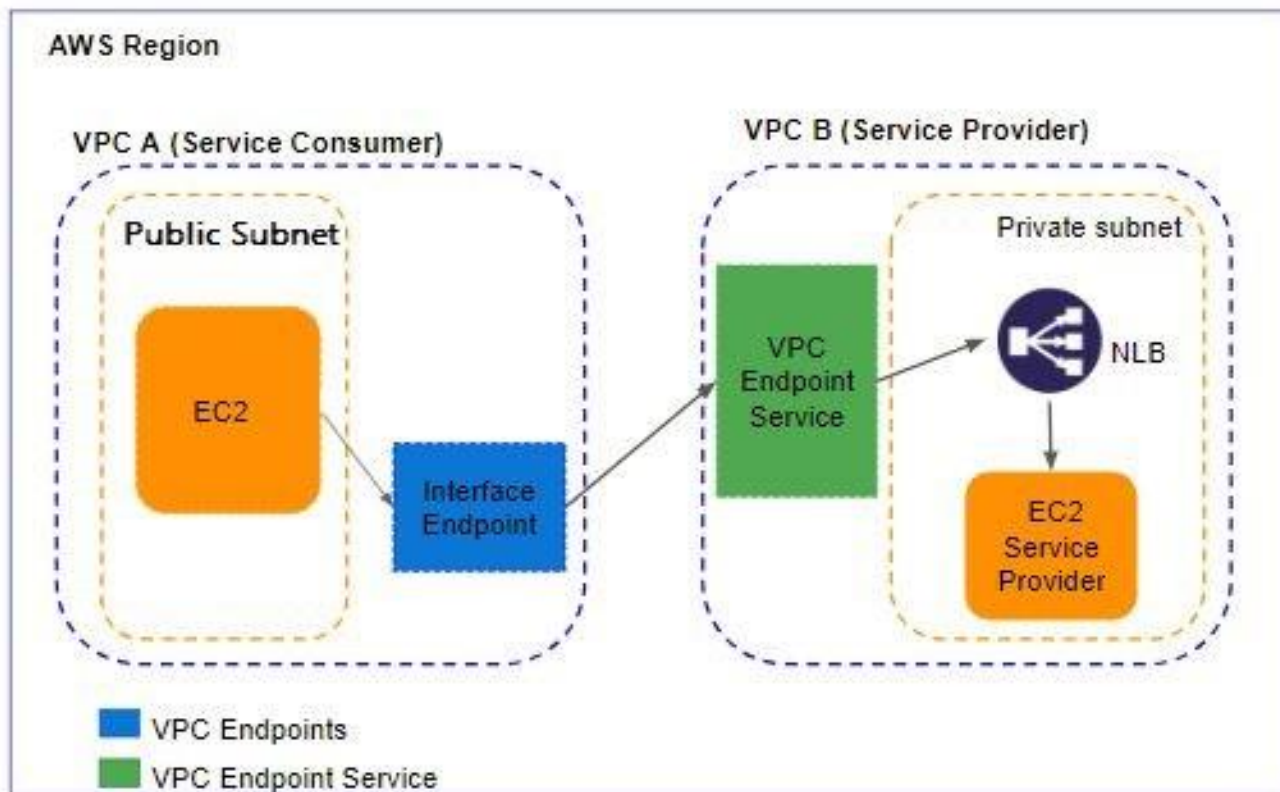 AWS Region
VPC A (Service Consumer)
Public Subnet
EC2
Interface
Endpoint
VPC B (Service Provider)
VPC
Endpoint
Service
Private subnet
NLB
EC2
Service
Provider
VPC Endpoints
VPC Endpoint Service